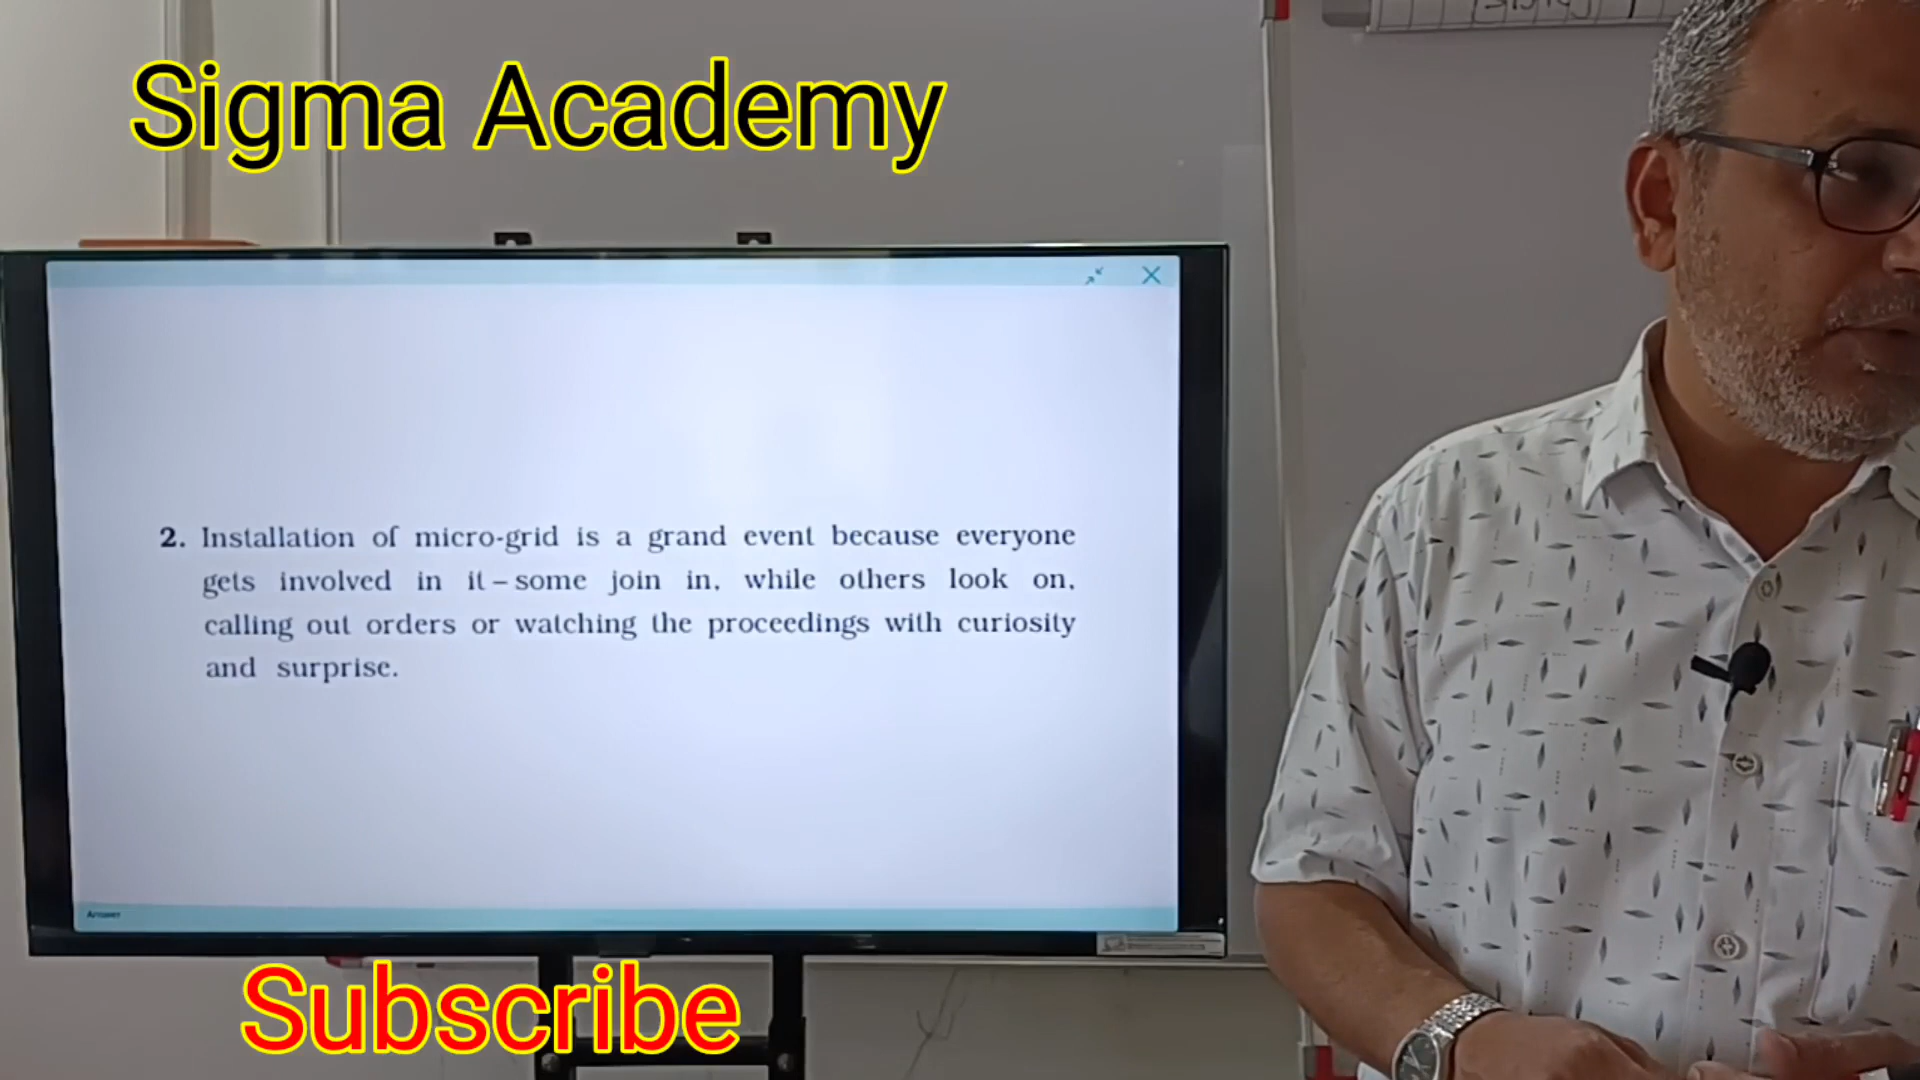 Sigma Academy
2. Installation of micro-grid is a grand event because everyone
gets involved in it – some join in, while others look on,
calling out orders or watching the proceedings with curiosity
and surprise.
Answer
Subscribe